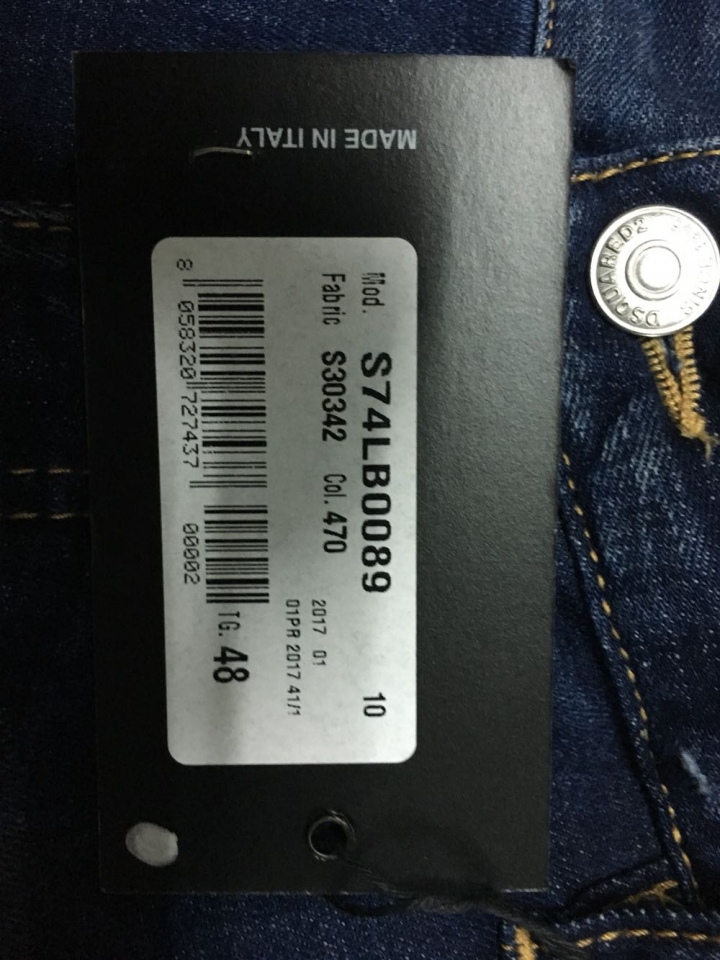 MADE IN ITALY
Mod. S74LB0089 10
Fabric S30342 Col. 470
2017 01
01PR 2017 41/1
8 058320 727437 00002
TG. 48
DSQUARED2